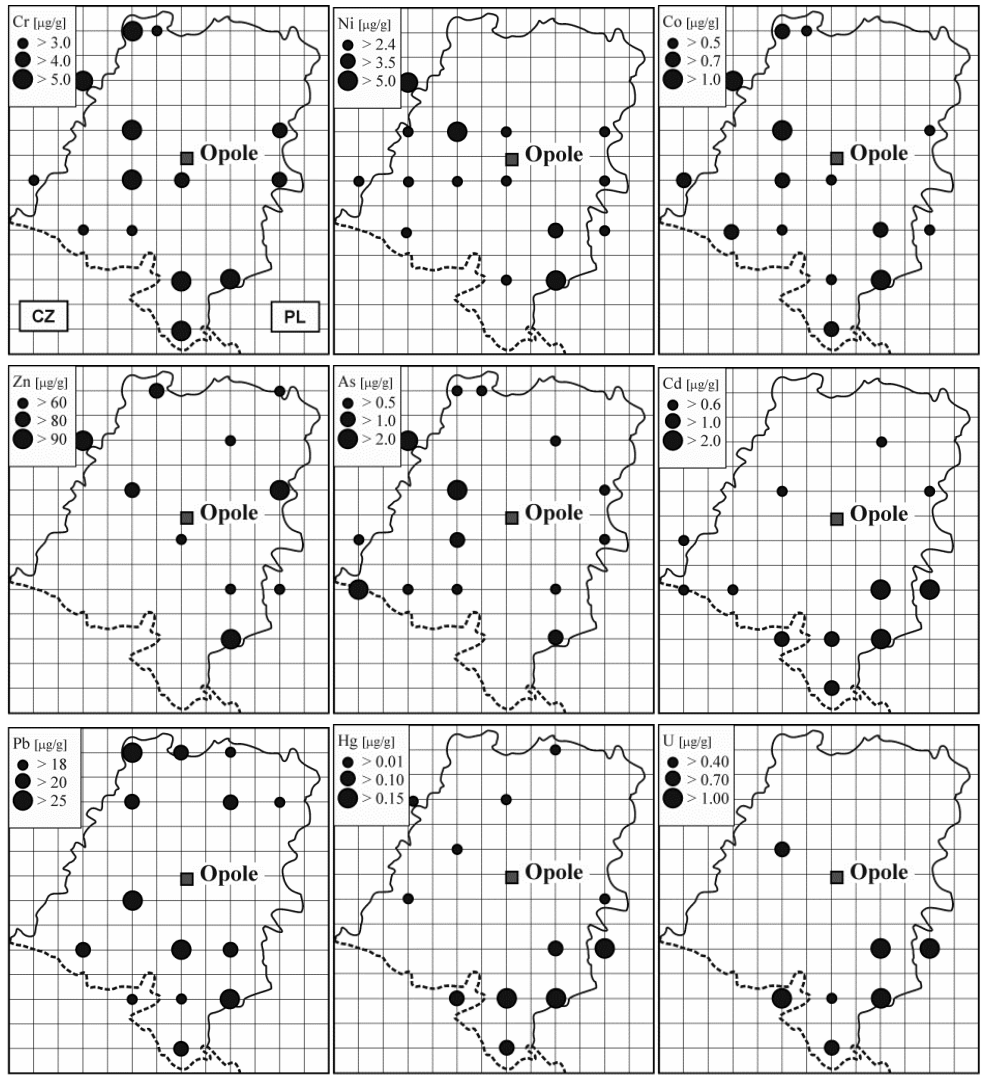 Cr [µg/g]
> 3.0
> 4.0
> 5.0
Opole
CZ
PL
Ni [µg/g]
> 2.4
> 3.5
> 5.0
Opole
Co [µg/g]
> 0.5
> 0.7
> 1.0
Opole
Zn [µg/g]
> 60
> 80
> 90
Opole
As [µg/g]
> 0.5
> 1.0
> 2.0
Opole
Cd [µg/g]
> 0.6
> 1.0
> 2.0
Opole
Pb [µg/g]
> 18
> 20
> 25
Opole
Hg [µg/g]
> 0.01
> 0.10
> 0.15
Opole
U [µg/g]
> 0.40
> 0.70
> 1.00
Opole